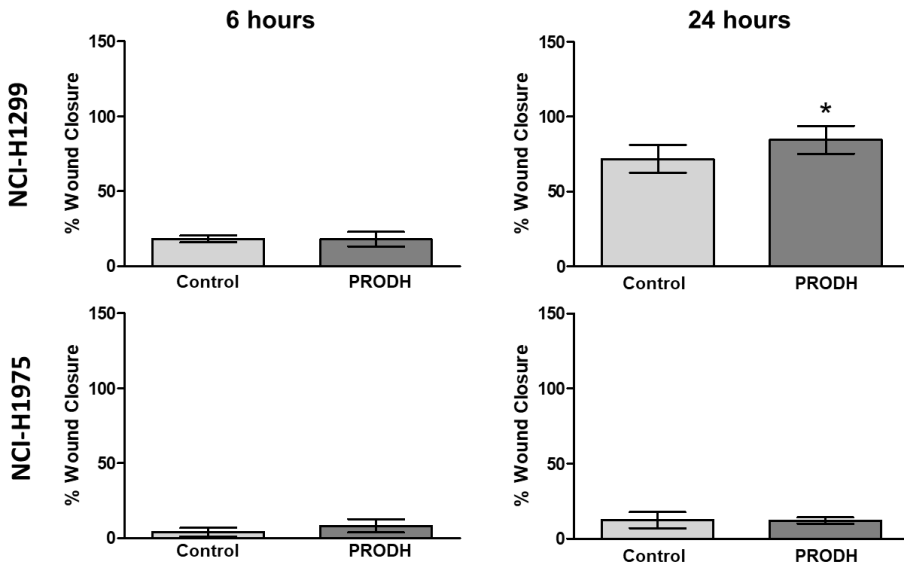 6 hours
24 hours
NCI-H1299
% Wound Closure
150
100
50
0
Control
PRODH
% Wound Closure
150
100
50
0
*
Control
PRODH
NCI-H1975
% Wound Closure
150
100
50
0
Control
PRODH
% Wound Closure
150
100
50
0
Control
PRODH